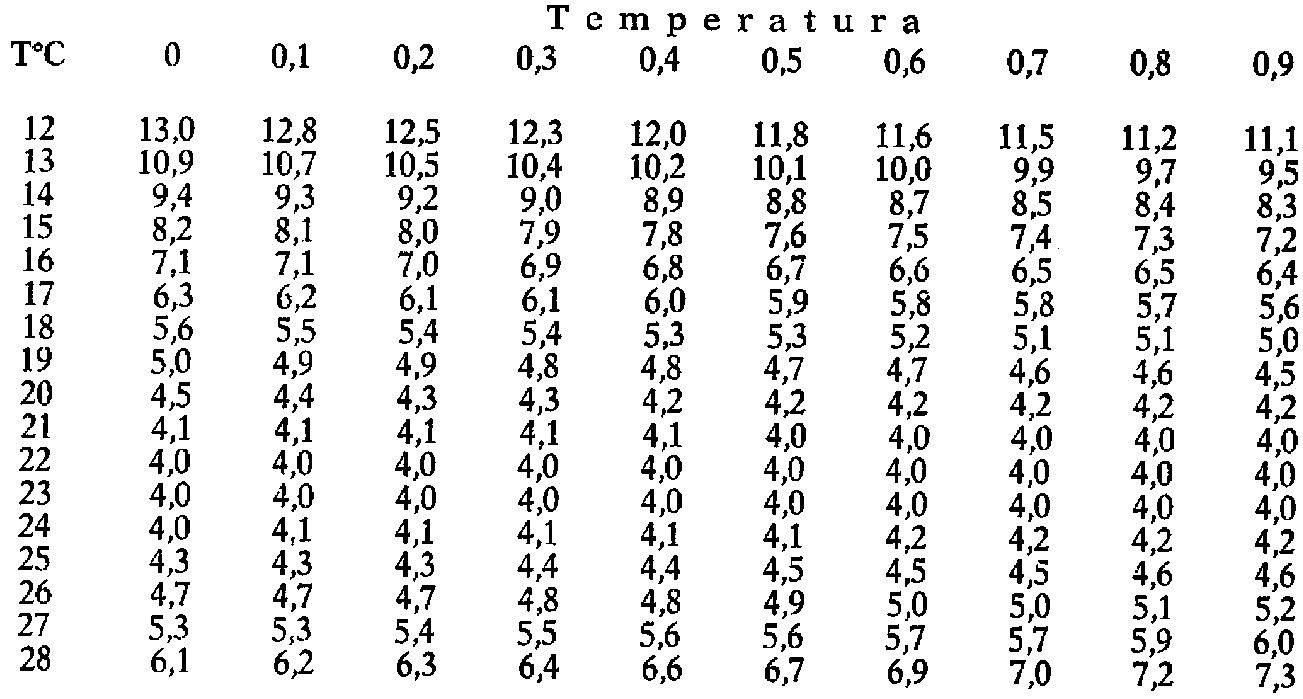 Temperatura
T°C 0 0,1 0,2 0,3 0,4 0,5 0,6 0,7 0,8 0,9
12 13,0 12,8 12,5 12,3 12,0 11,8 11,6 11,5 11,2 11,1
13 10,9 10,7 10,5 10,4 10,2 10,1 10,0 9,9 9,7 9,5
14 9,4 9,3 9,2 9,0 8,9 8,8 8,7 8,5 8,4 8,3
15 8,2 8,1 8,0 7,9 7,8 7,6 7,5 7,4 7,3 7,2
16 7,1 7,1 7,0 6,9 6,8 6,7 6,6 6,5 6,5 6,4
17 6,3 6,2 6,1 6,1 6,0 5,9 5,8 5,8 5,7 5,6
18 5,6 5,5 5,4 5,4 5,3 5,3 5,2 5,1 5,1 5,0
19 5,0 4,9 4,9 4,8 4,8 4,7 4,7 4,6 4,6 4,5
20 4,5 4,4 4,3 4,3 4,2 4,2 4,2 4,2 4,2 4,2
21 4,1 4,1 4,1 4,1 4,1 4,0 4,0 4,0 4,0 4,0
22 4,0 4,0 4,0 4,0 4,0 4,0 4,0 4,0 4,0 4,0
23 4,0 4,0 4,0 4,0 4,0 4,0 4,0 4,0 4,0 4,0
24 4,0 4,1 4,1 4,1 4,1 4,1 4,2 4,2 4,2 4,2
25 4,3 4,3 4,3 4,4 4,4 4,5 4,5 4,5 4,6 4,6
26 4,7 4,7 4,7 4,8 4,8 4,9 5,0 5,0 5,1 5,2
27 5,3 5,3 5,4 5,5 5,6 5,6 5,7 5,7 5,9 6,0
28 6,1 6,2 6,3 6,4 6,6 6,7 6,9 7,0 7,2 7,3